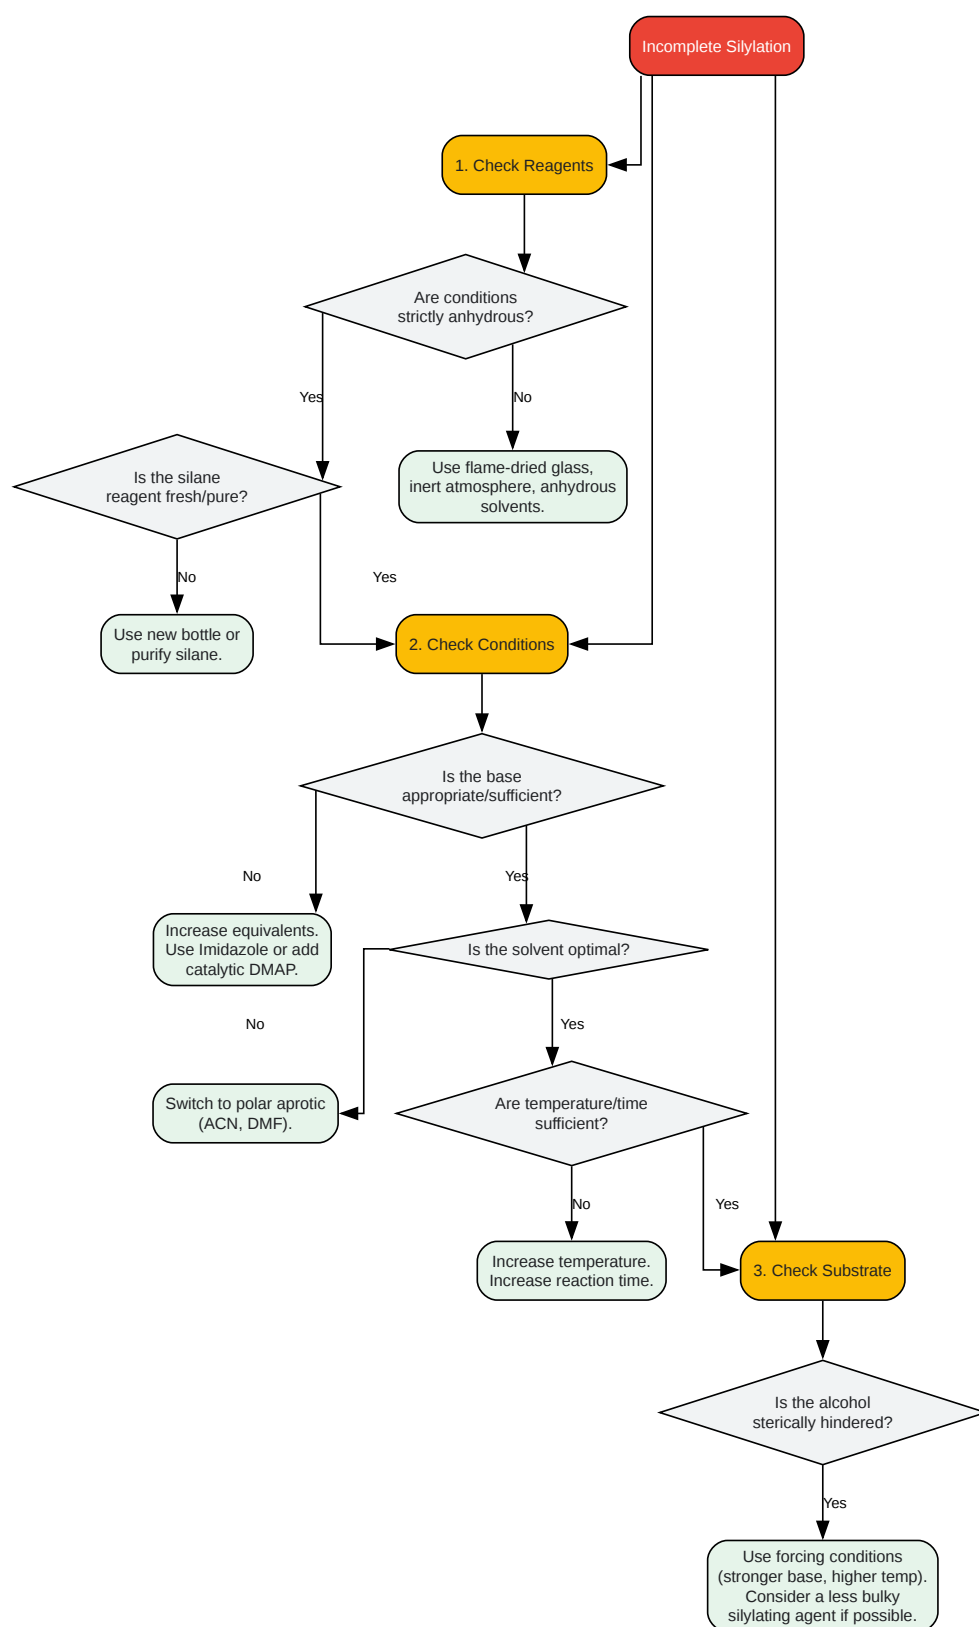 Incomplete Silylation
1. Check Reagents
Are conditions
strictly anhydrous?
Yes
No
Is the silane
reagent fresh/pure?
Use flame-dried glass,
inert atmosphere, anhydrous
solvents.
No
Yes
Use new bottle or
purify silane.
2. Check Conditions
Is the base
appropriate/sufficient?
No
Yes
Increase equivalents.
Use Imidazole or add
catalytic DMAP.
Is the solvent optimal?
No
Yes
Switch to polar aprotic
(ACN, DMF).
Are temperature/time
sufficient?
No
Yes
Increase temperature.
Increase reaction time.
3. Check Substrate
Is the alcohol
sterically hindered?
Yes
Use forcing conditions
(stronger base, higher temp).
Consider a less bulky
silylating agent if possible.